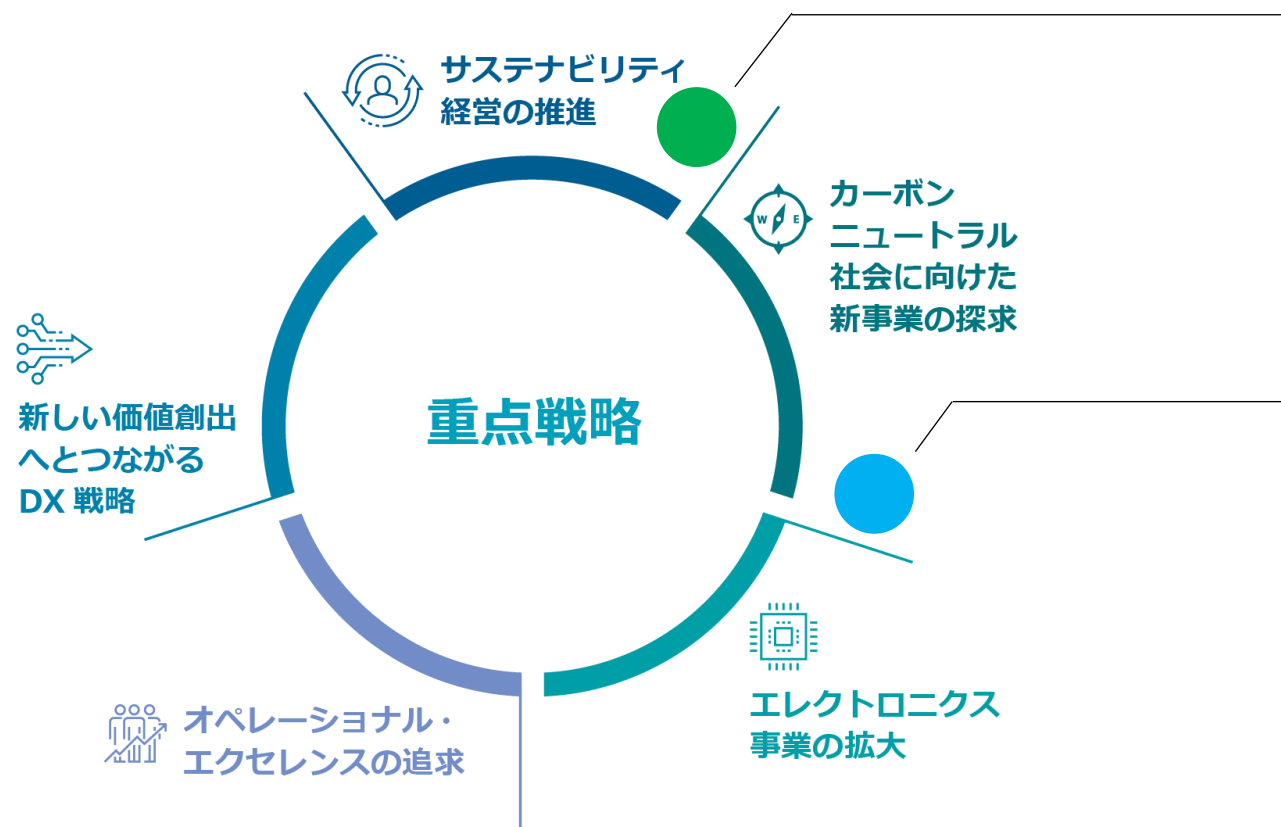 サステナビリティ
経営の推進
W E
カーボン
ニュートラル
社会に向けた
新事業の探求
重点戦略
新しい価値創出
へとつながる
DX 戦略
エレクトロニクス
事業の拡大
オペレーショナル・
エクセレンスの追求